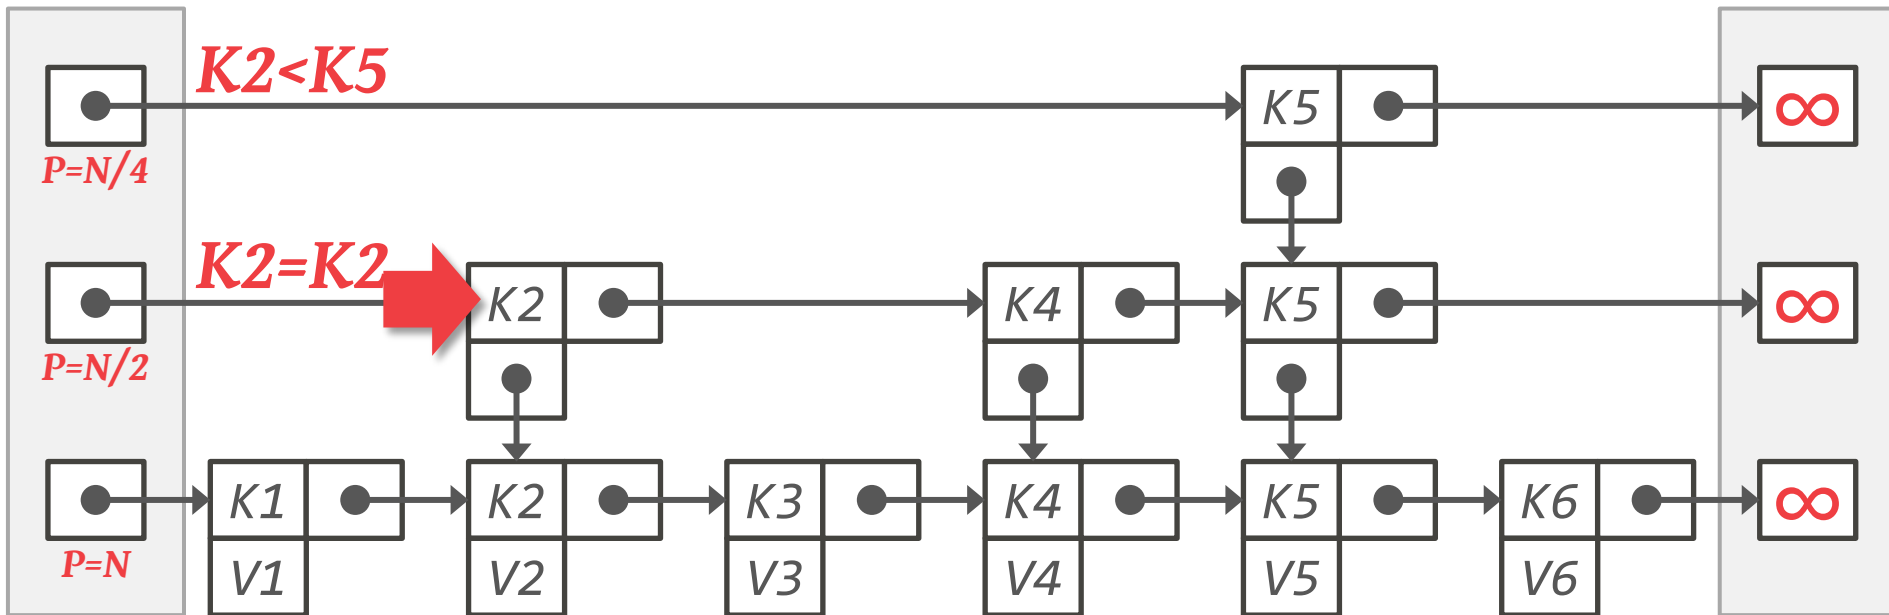 K2<K5
K5
∞
P=N/4
K2=K2
K2 K4 K5
∞
P=N/2
K1 K2 K3 K4 K5 K6
∞
P=N
V1 V2 V3 V4 V5 V6